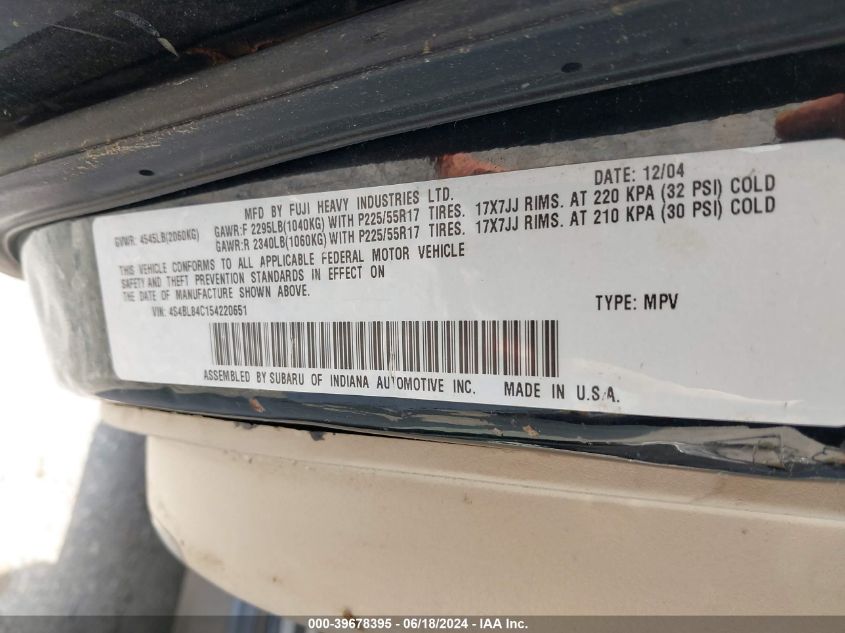 MFD BY FUJI HEAVY INDUSTRIES LTD. DATE: 12/04
GVWR: 4545LB(2060KG) GAWR:F 2295LB(1040KG)WITH P225/55R17 TIRES. 17X7JJ RIMS. AT 220 KPA (32 PSI) COLD
GAWR:R 2340LB(1060KG)WITH P225/55R17 TIRES. 17X7JJ RIMS. AT 210 KPA (30 PSI) COLD
THIS VEHICLE CONFORMS TO ALL APPLICABLE FEDERAL MOTOR VEHICLE
SAFETY AND THEFT PREVENTION STANDARDS IN EFFECT ON
THE DATE OF MANUFACTURE SHOWN ABOVE.
VIN: 4S4BL84C154220651 TYPE: MPV
ASSEMBLED BY SUBARU OF INDIANA AUTOMOTIVE INC. MADE IN U.S.A.
000-39678395 - 06/18/2024 - IAA Inc.